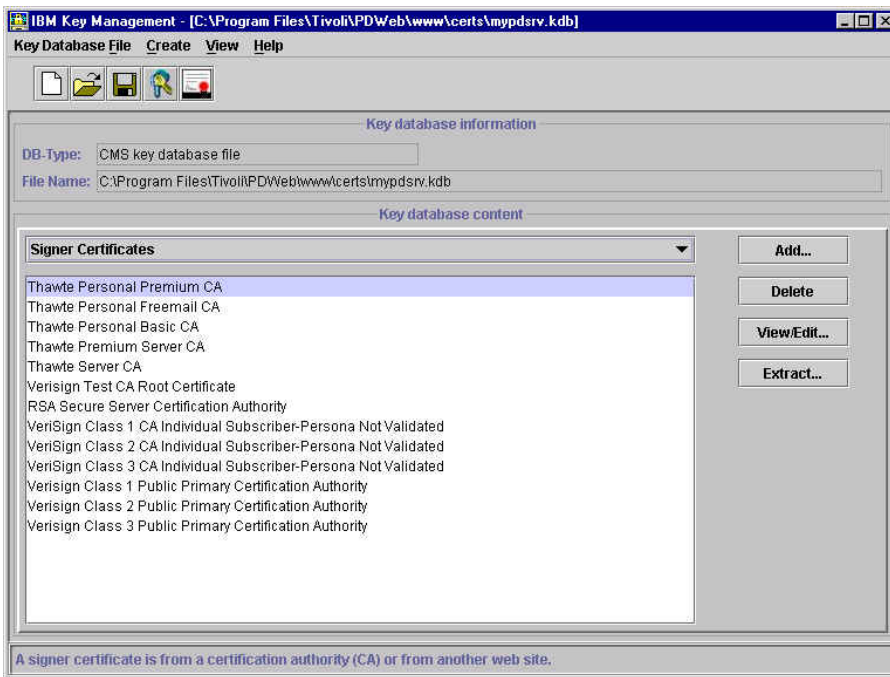 IBM Key Management - [C:\Program Files\Tivoli\PDWeb\www\certs\mypdsrv.kdb]
Key Database File Create View Help
Key database information
DB-Type: CMS key database file
File Name: C:\Program Files\Tivoli\PDWeb\www\certs\mypdsrv.kdb
Key database content
Signer Certificates
Add...
Thawte Personal Premium CA
Delete
Thawte Personal Freemail CA
Thawte Personal Basic CA
View/Edit...
Thawte Premium Server CA
Thawte Server CA
Extract...
Verisign Test CA Root Certificate
RSA Secure Server Certification Authority
VeriSign Class 1 CA Individual Subscriber-Persona Not Validated
VeriSign Class 2 CA Individual Subscriber-Persona Not Validated
VeriSign Class 3 CA Individual Subscriber-Persona Not Validated
Verisign Class 1 Public Primary Certification Authority
Verisign Class 2 Public Primary Certification Authority
Verisign Class 3 Public Primary Certification Authority
A signer certificate is from a certification authority (CA) or from another web site.